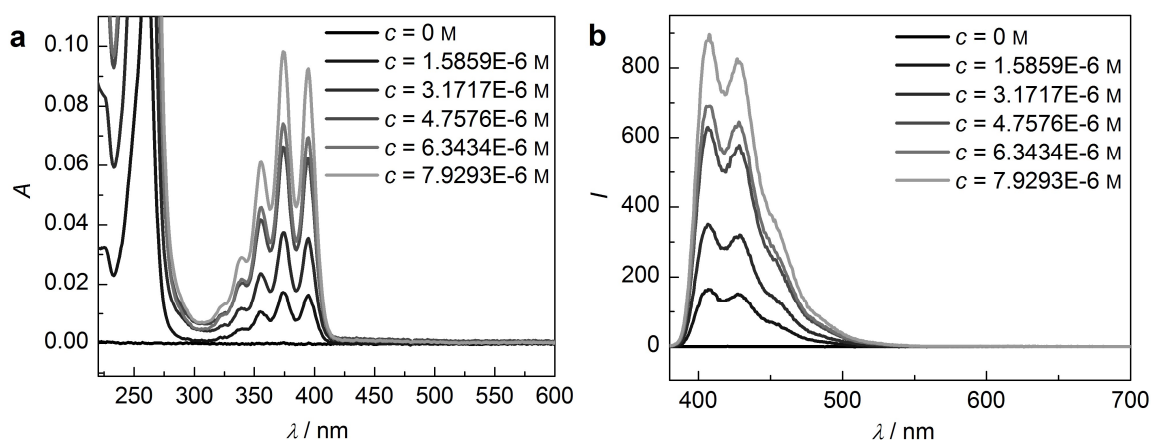 a
c = 0 M
c = 1.5859E-6 M
c = 3.1717E-6 M
c = 4.7576E-6 M
c = 6.3434E-6 M
c = 7.9293E-6 M
A
0.10
0.08
0.06
0.04
0.02
0.00
250 300 350 400 450 500 550 600
λ / nm
b
c = 0 M
c = 1.5859E-6 M
c = 3.1717E-6 M
c = 4.7576E-6 M
c = 6.3434E-6 M
c = 7.9293E-6 M
I
800
600
400
200
0
400 500 600 700
λ / nm